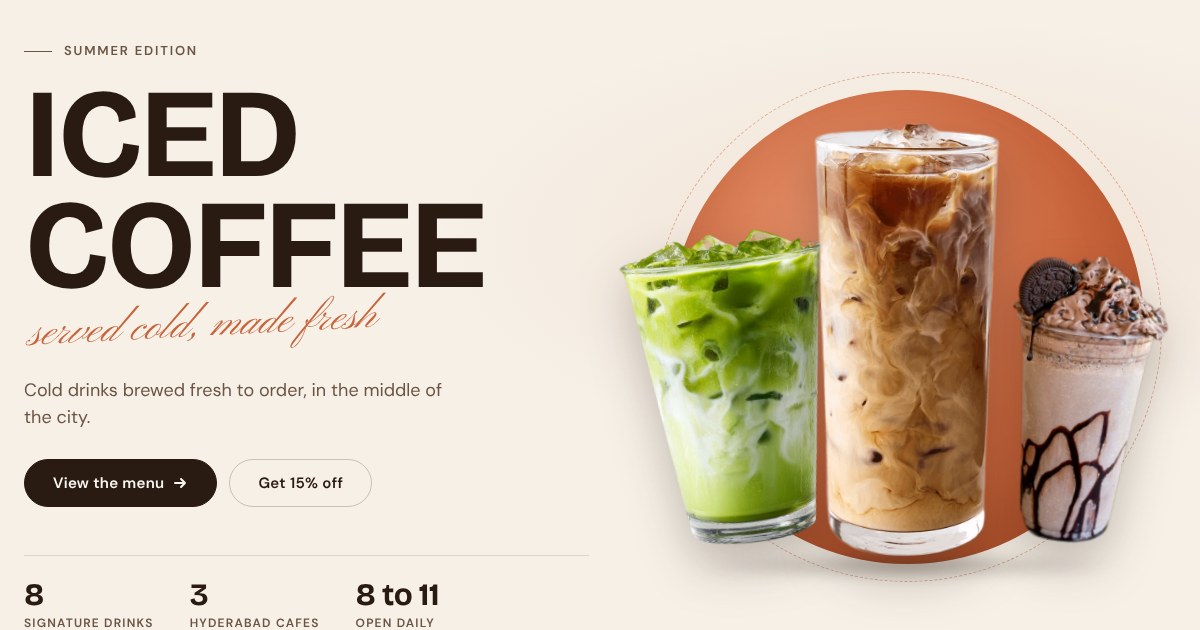 SUMMER EDITION
ICED
COFFEE
served cold, made fresh
Cold drinks brewed fresh to order, in the middle of
the city.
View the menu →
Get 15% off
8
SIGNATURE DRINKS
3
HYDERABAD CAFES
8 to 11
OPEN DAILY